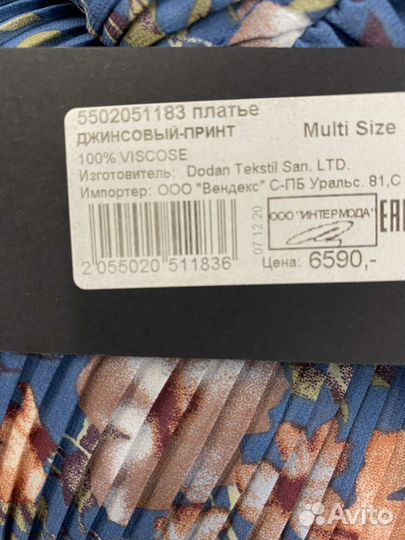 5502051183 платье
ДЖИНСОВЫЙ-ПРИНТ Multi Size
100% VISCOSE
Изготовитель: Dodan Tekstil San. LTD.
Импортер: ООО "Вендекс" С-ПБ Уральс. 81,С
2 055020 511836
07 12 20
ООО "ИНТЕРМОДА"
Цена: 6590,-
EAC
Avito